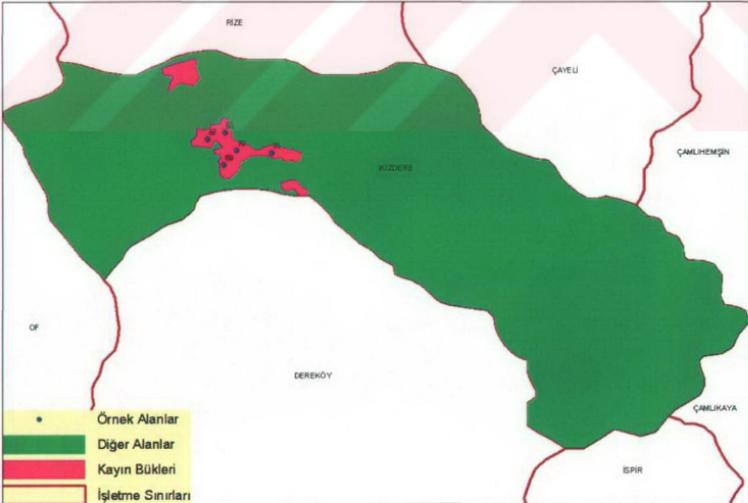 RİZE
ÇAYELİ
ÇAMLIHEMŞİN
İKİZDERE
OF
DEREKÖY
ÇAMLIKAYA
İSPİR
Örnek Alanlar
Diğer Alanlar
Kayın Bükleri
İşletme Sınırları